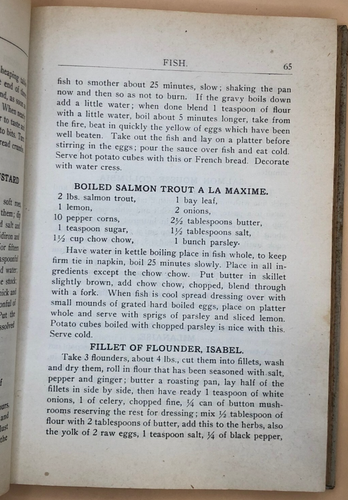 FISH. 65
fish to smother about 25 minutes, slow; shaking the pan
now and then so as not to burn. If the gravy boils down
add a little water; when done blend 1 teaspoon of flour
with a little water, boil about 5 minutes longer, take from
the fire, beat in quickly the yellow of eggs which have been
well beaten. Take out the fish and lay on a platter before
stirring in the eggs; pour the sauce over fish and eat cold.
Serve hot potato cubes with this or French bread. Decorate
with water cress.
BOILED SALMON TROUT A LA MAXIME.
2 lbs. salmon trout, 1 bay leaf,
1 lemon, 2 onions,
10 pepper corns, 2½ tablespoons butter,
1 teaspoon sugar, 1½ tablespoons salt,
1½ cup chow chow, 1 bunch parsley.
Have water in kettle boiling place in fish whole, to keep
firm tie in napkin, boil 25 minutes slowly. Place in all in-
gredients except the chow chow. Put butter in skillet
slightly brown, add chow chow, chopped, blend through
with a fork. When fish is cool spread dressing over with
small mounds of grated hard boiled eggs, place on platter
whole and serve with sprigs of parsley and sliced lemon.
Potato cubes boiled with chopped parsley is nice with this.
Serve cold.
FILLET OF FLOUNDER, ISABEL.
Take 3 flounders, about 4 lbs., cut them into fillets, wash
and dry them, roll in flour that has been seasoned with salt,
pepper and ginger; butter a roasting pan, lay half of the
fillets in side by side, then have ready 1 teaspoon of white
onions, 1 of celery, chopped fine, ¾ can of button mush-
rooms reserving the rest for dressing; mix ½ tablespoon of
flour with 2 tablespoons of butter, add this to the herbs, also
the yolk of 2 raw eggs, 1 teaspoon salt, ¼ of black pepper,